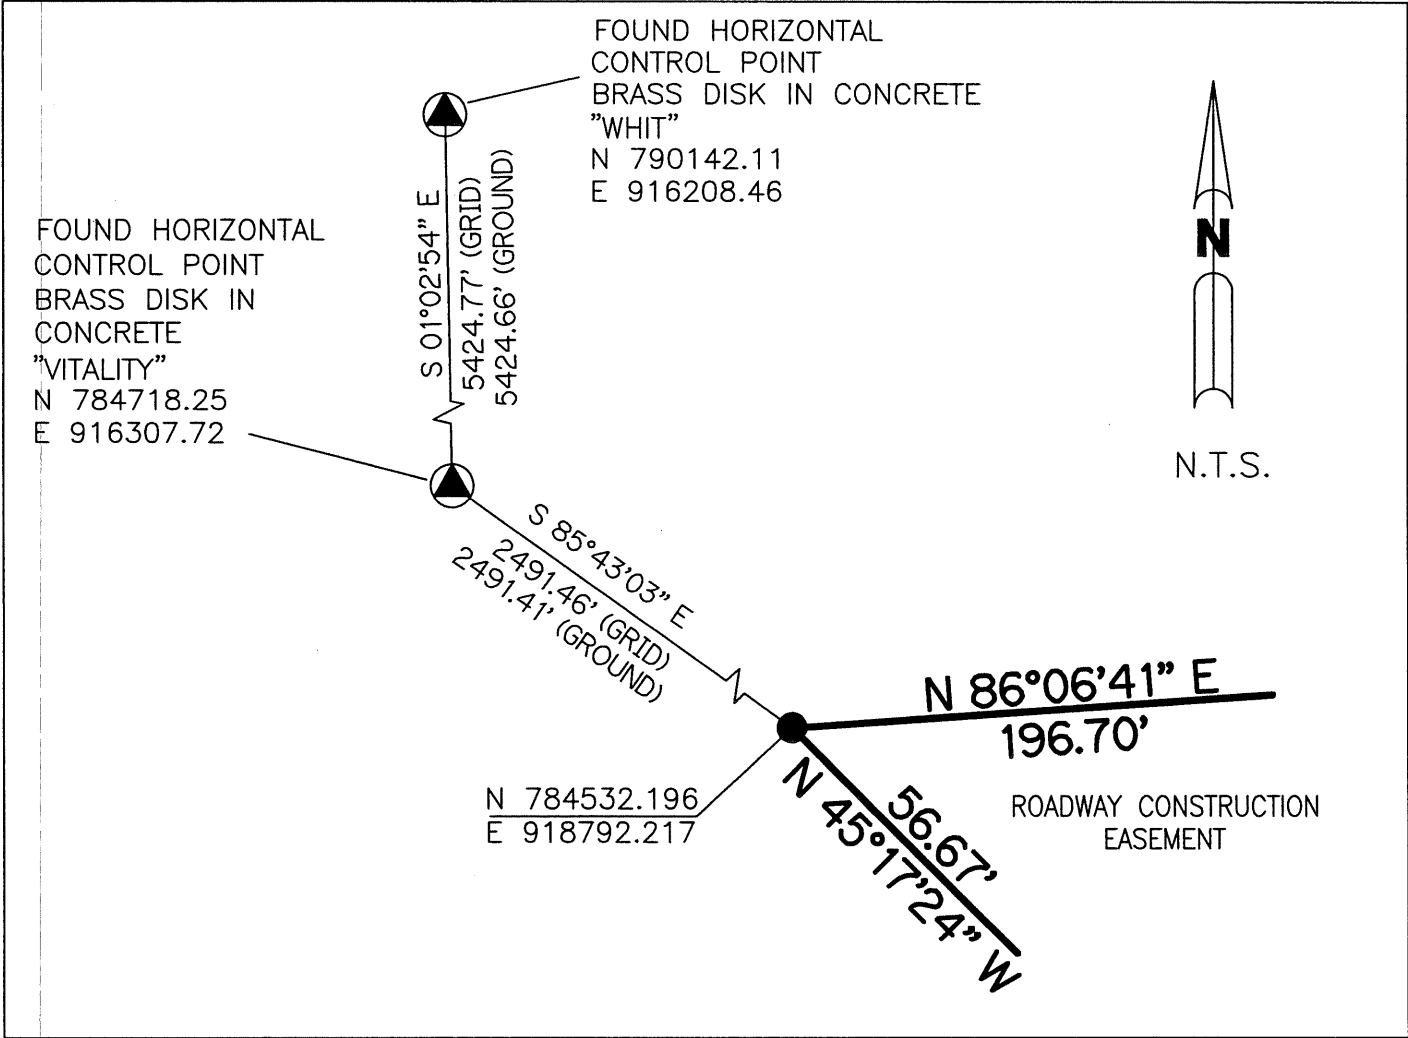 FOUND HORIZONTAL
CONTROL POINT
BRASS DISK IN CONCRETE
"WHIT"
N 790142.11
E 916208.46
S 01°02'54" E
5424.77' (GRID)
5424.66' (GROUND)
FOUND HORIZONTAL
CONTROL POINT
BRASS DISK IN
CONCRETE
"VITALITY"
N 784718.25
E 916307.72
N
N.T.S.
S 85°43'03" E
2491.46' (GRID)
2491.41' (GROUND)
N 86°06'41" E
196.70'
N 784532.196
E 918792.217
56.67'
N 45°17'24" W
ROADWAY CONSTRUCTION
EASEMENT